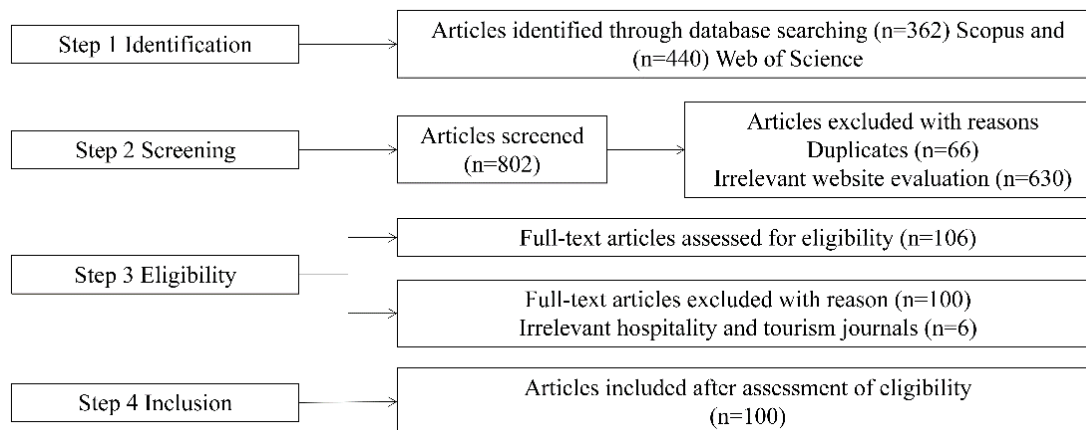 Step 1 Identification
Articles identified through database searching (n=362) Scopus and
(n=440) Web of Science
Step 2 Screening
Articles screened
(n=802)
Articles excluded with reasons
Duplicates (n=66)
Irrelevant website evaluation (n=630)
Step 3 Eligibility
Full-text articles assessed for eligibility (n=106)
Full-text articles excluded with reason (n=100)
Irrelevant hospitality and tourism journals (n=6)
Step 4 Inclusion
Articles included after assessment of eligibility
(n=100)